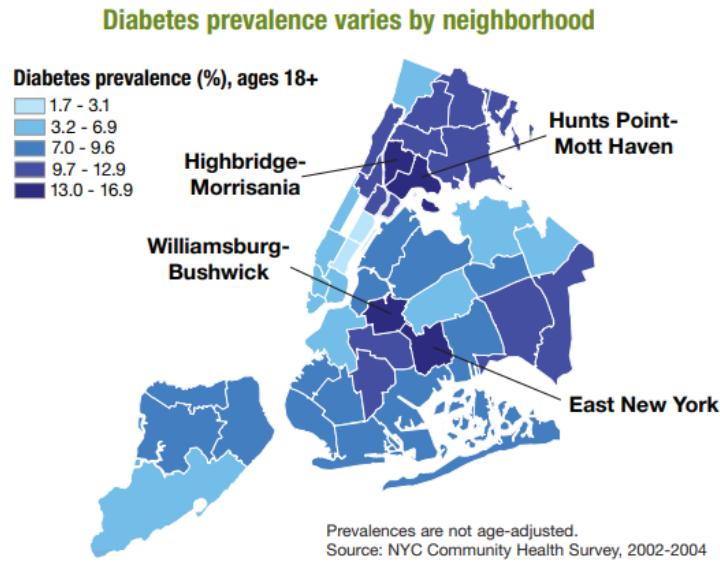 Diabetes prevalence varies by neighborhood
Diabetes prevalence (%), ages 18+
1.7 - 3.1
3.2 - 6.9
7.0 - 9.6
9.7 - 12.9
13.0 - 16.9
Hunts Point-
Mott Haven
Highbridge-
Morrisania
Williamsburg-
Bushwick
East New York
Prevalences are not age-adjusted.
Source: NYC Community Health Survey, 2002-2004